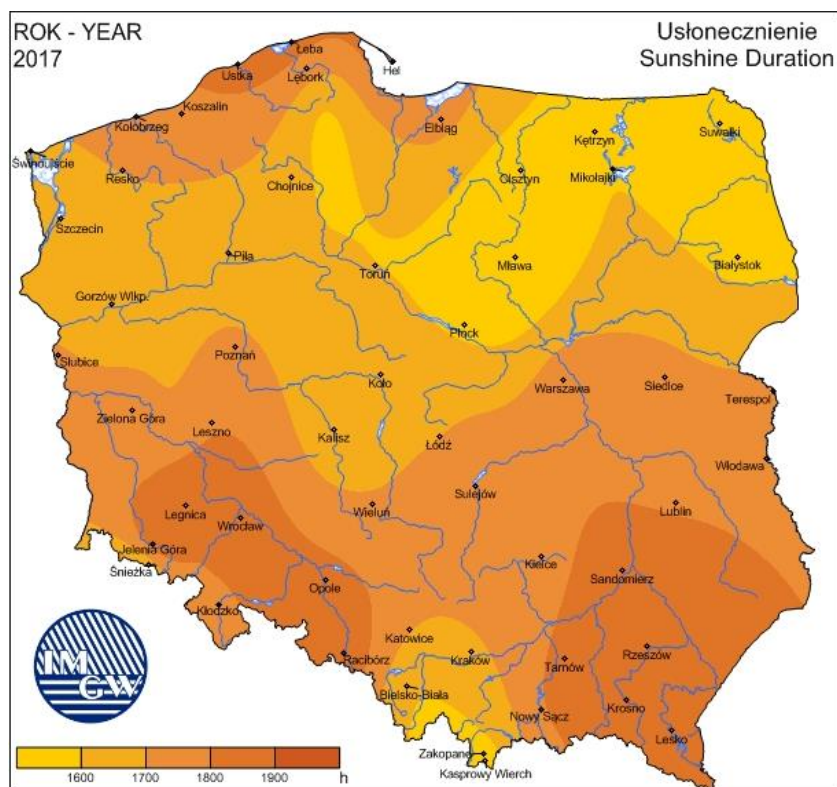 ROK - YEAR
2017
Usłonecznienie
Sunshine Duration
Łeba
Ustka
Lębork
Hel
Koszalin
Kołobrzeg
Elbląg
Kętrzyn
Suwałki
Świnoujście
Resko
Chojnice
Olsztyn
Mikołajki
Szczecin
Piła
Toruń
Mława
Białystok
Gorzów Wlkp.
Płock
Słubice
Poznań
Koło
Warszawa
Siedlce
Terespol
Zielona Góra
Leszno
Kalisz
Łódź
Włodawa
Sulejów
Legnica
Wrocław
Wieluń
Lublin
Jelenia Góra
Śnieżka
Kielce
Sandomierz
Opole
Kłodzko
Katowice
Racibórz
Kraków
Tarnów
Rzeszów
Bielsko-Biała
Nowy Sącz
Krosno
Lesko
Zakopane
Kasprowy Wierch
IM
GW
1600 1700 1800 1900 h